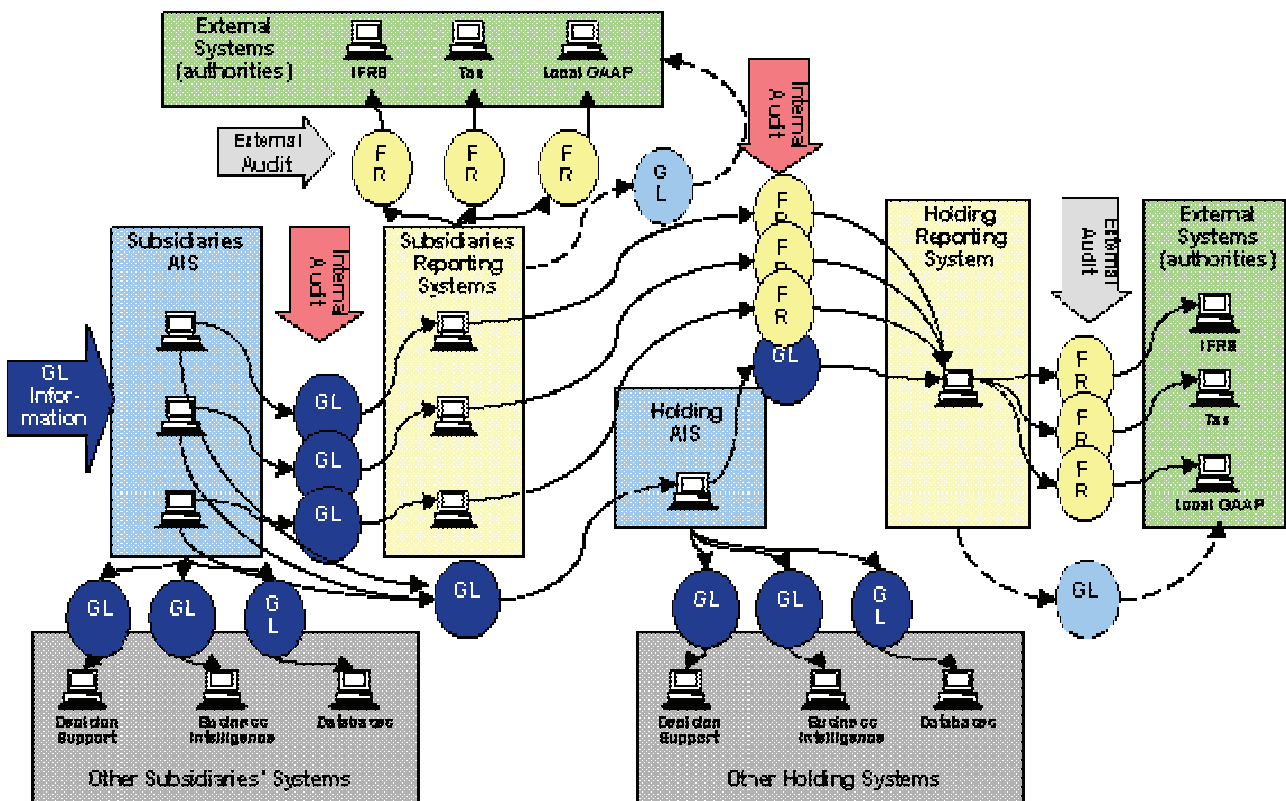 External
Systems
(authorities)
IFRS
Tax
Local GAAP
Internal
Audit
External
Audit
F
R
F
R
F
R
G
L
Subsidiaries
AIS
Internal
Audit
Subsidiaries
Reporting
Systems
F
R
F
R
F
R
GL
Holding
Reporting
System
External
Audit
External
Systems
(authorities)
IFRS
Tax
Local GAAP
GL
Infor-
mation
GL
GL
GL
Holding
AIS
F
R
F
R
F
R
GL
GL
GL
GL
G
L
GL
GL
G
L
Decision
Support
Business
Intelligence
Databases
Other Subsidiaries' Systems
Decision
Support
Business
Intelligence
Databases
Other Holding Systems